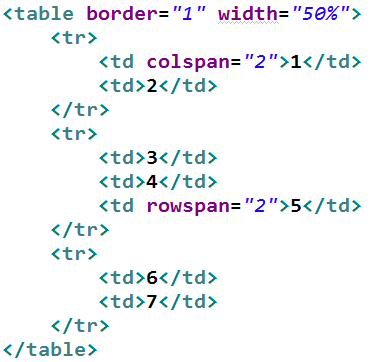 <table border="1" width="50%">
    <tr>
        <td colspan="2">1</td>
        <td>2</td>
    </tr>
    <tr>
        <td>3</td>
        <td>4</td>
        <td rowspan="2">5</td>
    </tr>
    <tr>
        <td>6</td>
        <td>7</td>
    </tr>
</table>